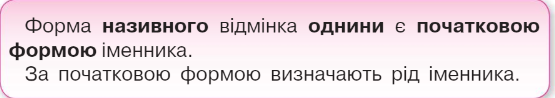 Форма називного відмінка однини є початковою
формою іменника.
За початковою формою визначають рід іменника.